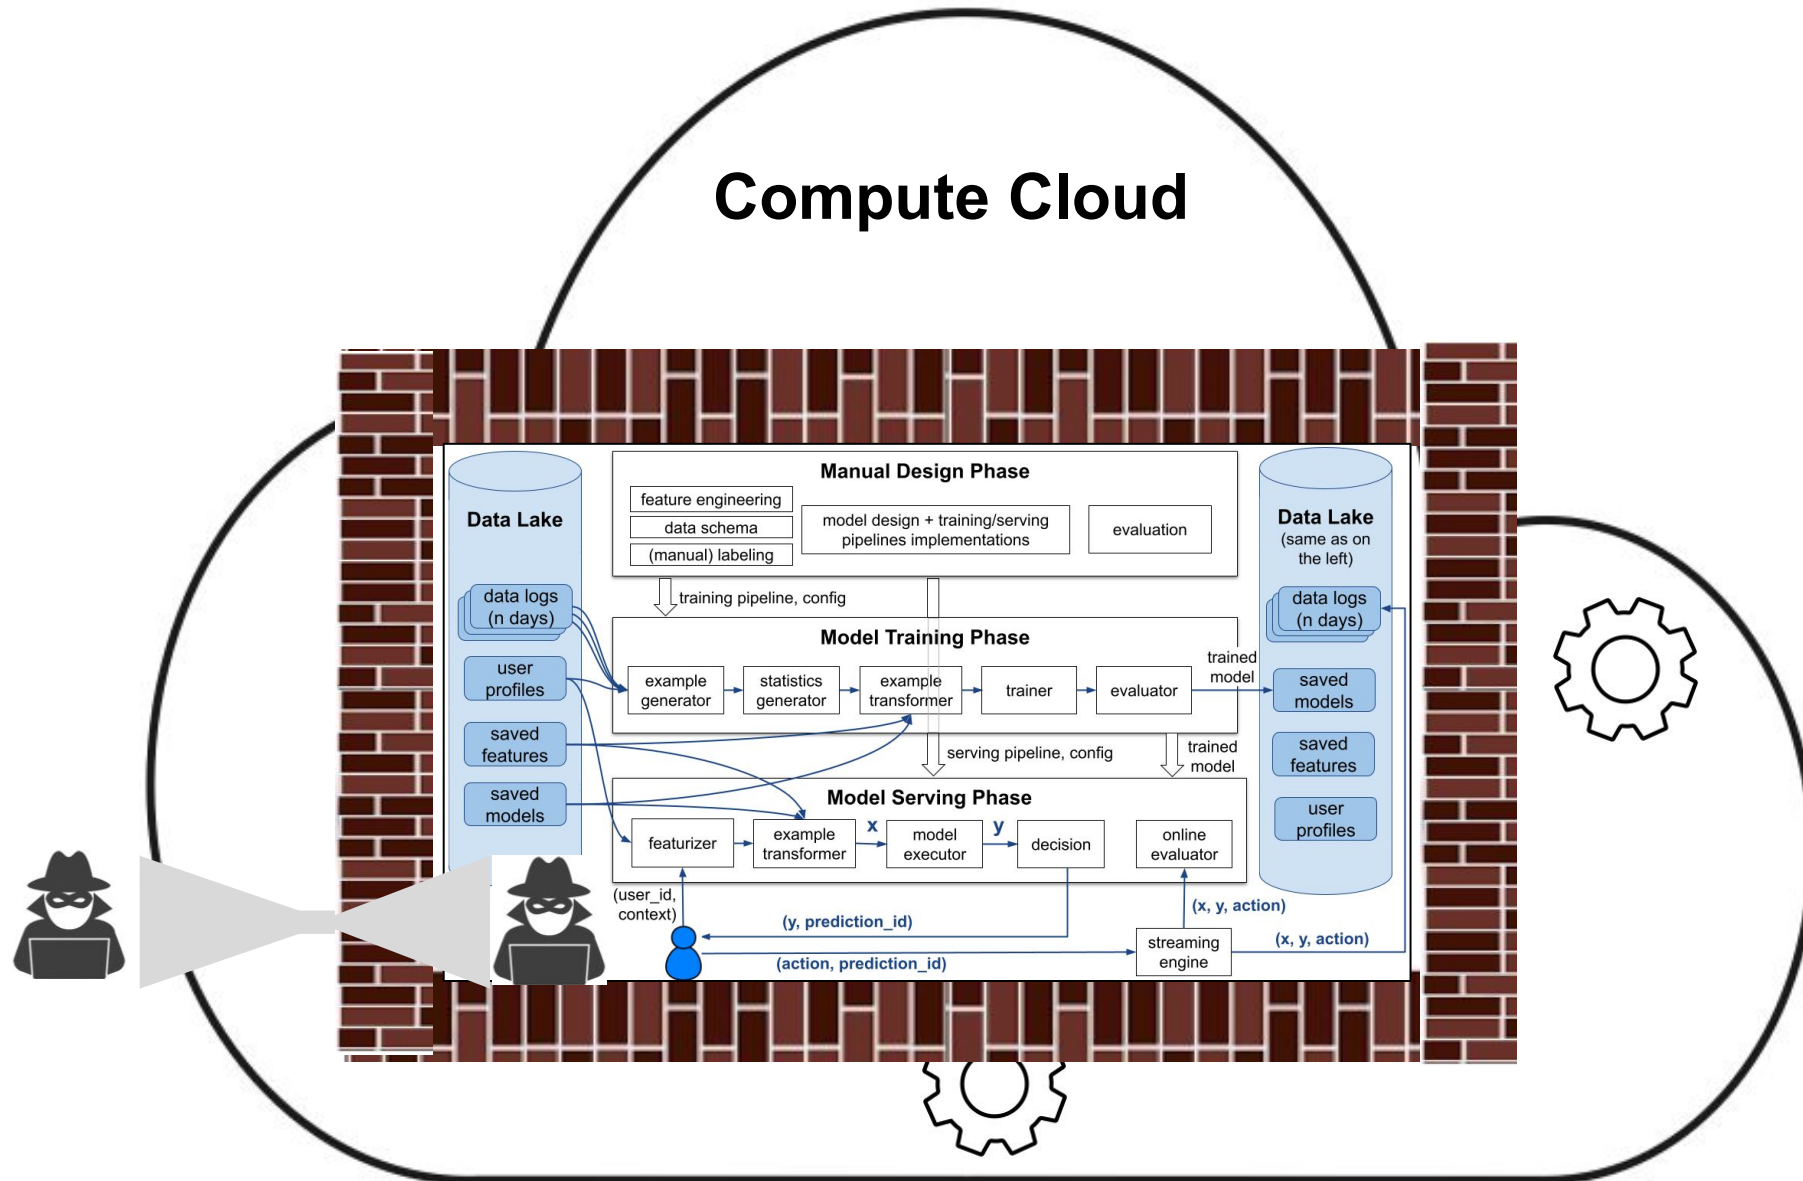 Compute Cloud
Data Lake
data logs
(n days)
user
profiles
saved
features
saved
models
Manual Design Phase
feature engineering
data schema
(manual) labeling
model design + training/serving
pipelines implementations
evaluation
training pipeline, config
Model Training Phase
example
generator
statistics
generator
example
transformer
trainer
evaluator
trained
model
serving pipeline, config
trained
model
Model Serving Phase
featurizer
example
transformer
x
model
executor
y
decision
online
evaluator
(user_id,
context)
(y, prediction_id)
(action, prediction_id)
(x, y, action)
streaming
engine
(x, y, action)
Data Lake
(same as on
the left)
data logs
(n days)
saved
models
saved
features
user
profiles